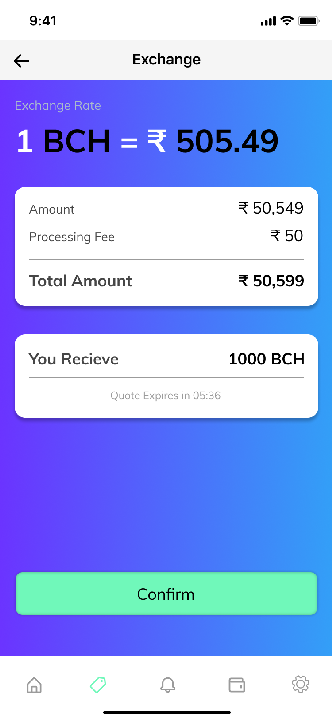 9:41
Exchange
Exchange Rate
1 BCH = ₹ 505.49
Amount ₹ 50,549
Processing Fee ₹ 50
Total Amount ₹ 50,599
You Recieve 1000 BCH
Quote Expires in 05:36
Confirm